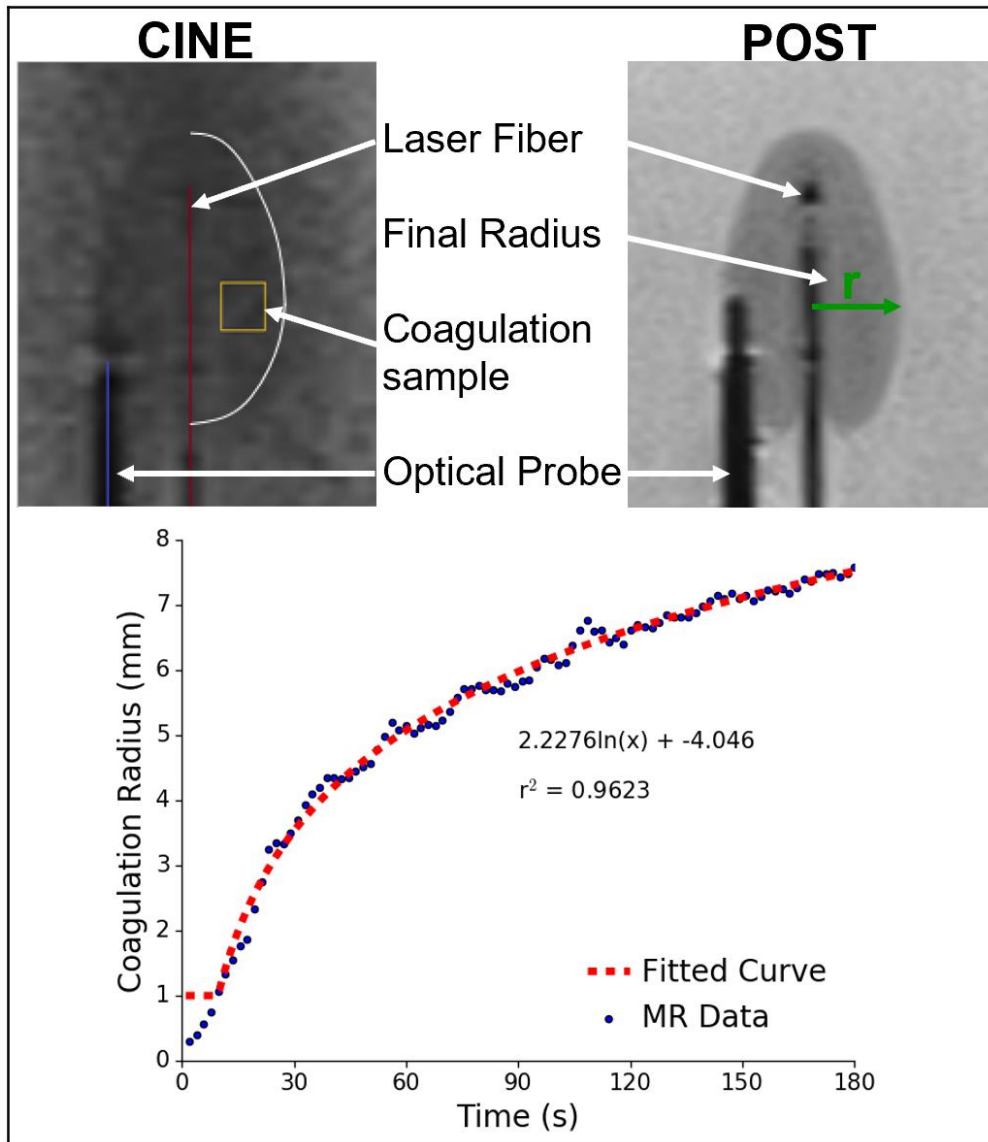 CINE
POST
Laser Fiber
Final Radius
r
Coagulation
sample
Optical Probe
8
7
6
5
4
3
2
1
0
Coagulation Radius (mm)
2.2276ln(x) + -4.046
r² = 0.9623
Fitted Curve
MR Data
0 30 60 90 120 150 180
Time (s)